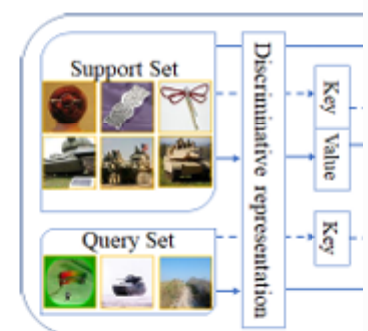 Support Set
Discriminative representation
Key
Value
Query Set
Key